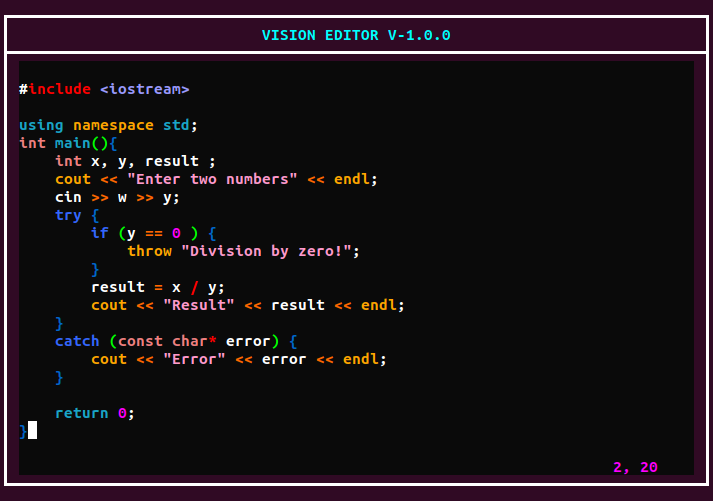 VISION EDITOR V-1.0.0
#include <iostream>
using namespace std;
int main(){
    int x, y, result ;
    cout << "Enter two numbers" << endl;
    cin >> w >> y;
    try {
        if (y == 0 ) {
            throw "Division by zero!";
        }
        result = x / y;
        cout << "Result" << result << endl;
    }
    catch (const char* error) {
        cout << "Error" << error << endl;
    }
    return 0;
}
2, 20